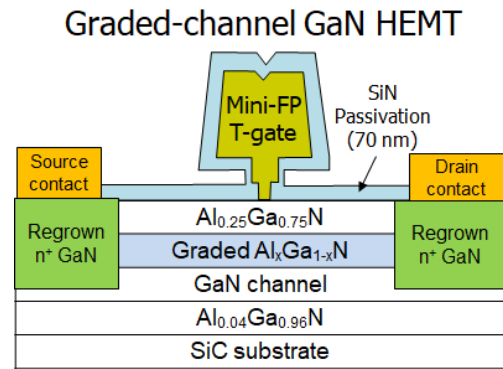 Graded-channel GaN HEMT
Mini-FP
T-gate
SiN
Passivation
(70 nm)
Source
contact
Drain
contact
Regrown
n⁺ GaN
Al₀.₂₅Ga₀.₇₅N
Graded AlₓGa₁₋ₓN
GaN channel
Al₀.₀₄Ga₀.₉₆N
SiC substrate
Regrown
n⁺ GaN